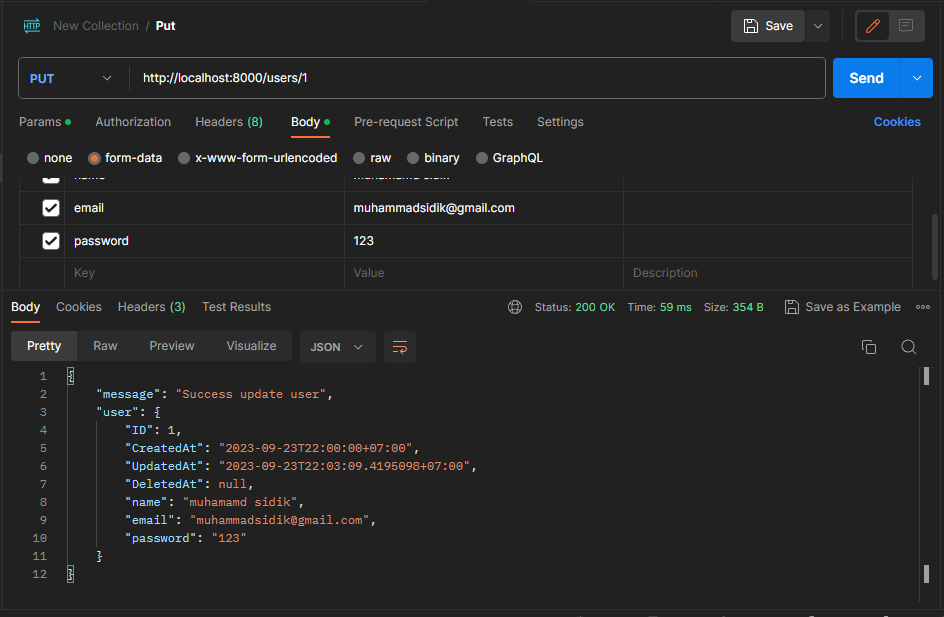 HTTP New Collection / Put Save
PUT http://localhost:8000/users/1 Send
Params Authorization Headers (8) Body Pre-request Script Tests Settings Cookies
none form-data x-www-form-urlencoded raw binary GraphQL
name muhamamd sidik
email muhammadsidik@gmail.com
password 123
Key Value Description
Body Cookies Headers (3) Test Results Status: 200 OK Time: 59 ms Size: 354 B Save as Example
Pretty Raw Preview Visualize JSON
1 {
2 "message": "Success update user",
3 "user": {
4 "ID": 1,
5 "CreatedAt": "2023-09-23T22:00:00+07:00",
6 "UpdatedAt": "2023-09-23T22:03:09.4195098+07:00",
7 "DeletedAt": null,
8 "name": "muhamamd sidik",
9 "email": "muhammadsidik@gmail.com",
10 "password": "123"
11 }
12 }